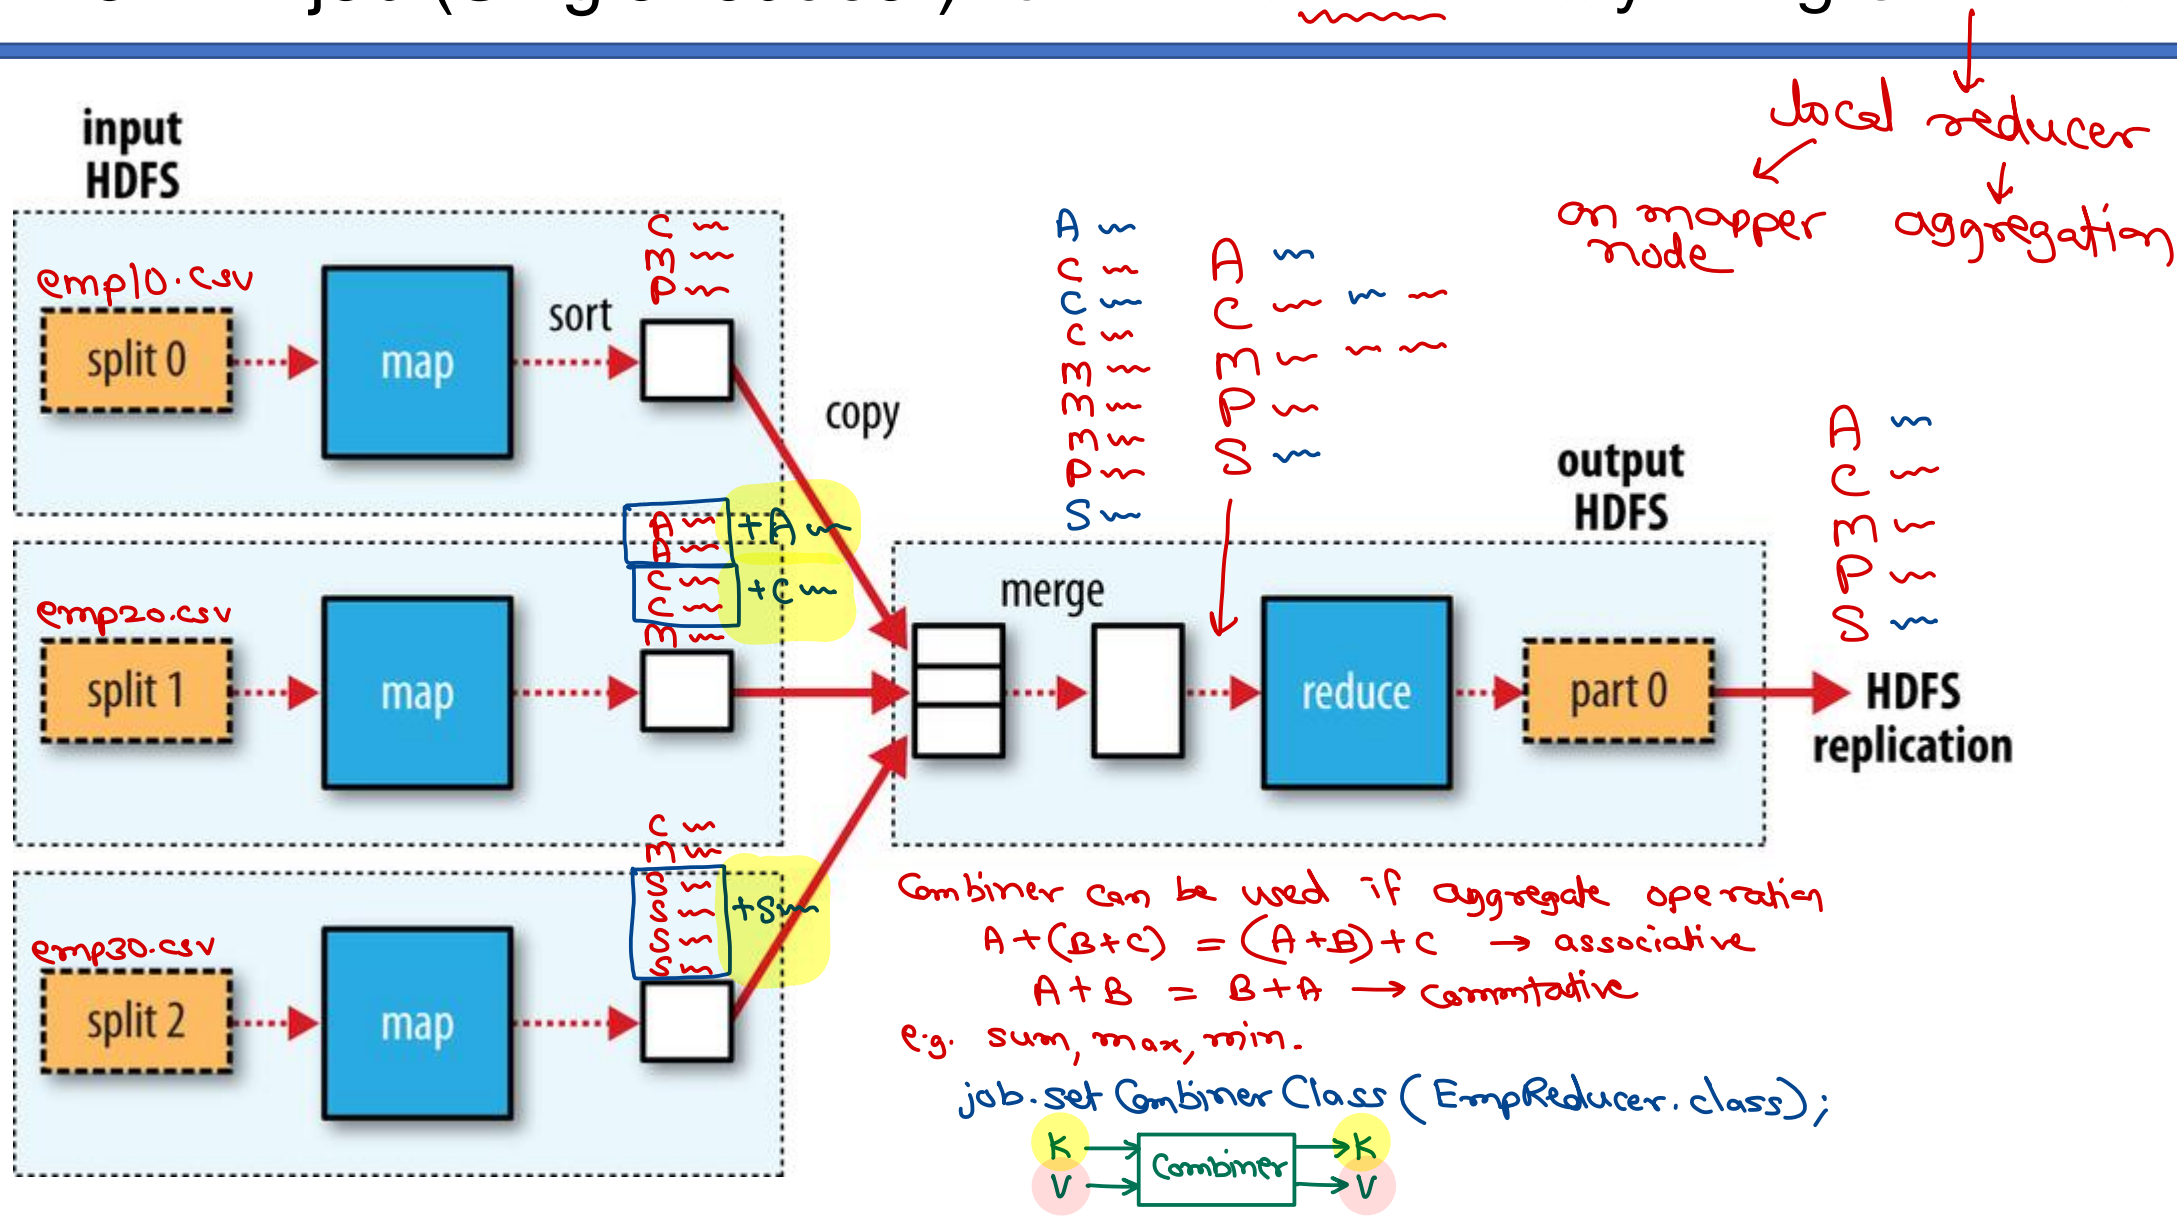 input
HDFS
emp10.csv
split 0
map
sort
C
M
P
copy
emp20.csv
split 1
map
A + A
A
C + C
C
M
emp30.csv
split 2
map
C
M
S
S + S
S
S
A
C
C
C
M
M
M
P
S
A
C
M
P
S
local reducer
on mapper
node
aggregation
merge
reduce
output
HDFS
part 0
A
C
M
P
S
HDFS
replication
Combiner can be used if aggregate operation
A+(B+C) = (A+B)+C → associative
A+B = B+A → commtative
e.g. sum, max, min.
job.setCombinerClass(EmpReducer.class);
K Combiner K
V V